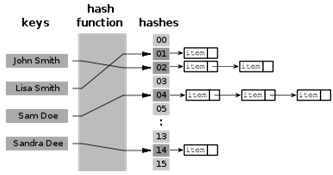 keys
hash function
hashes
John Smith
Lisa Smith
Sam Doe
Sandra Dee
00
01 item
02 item item
03
04 item item item
05
:
13
14 item
15